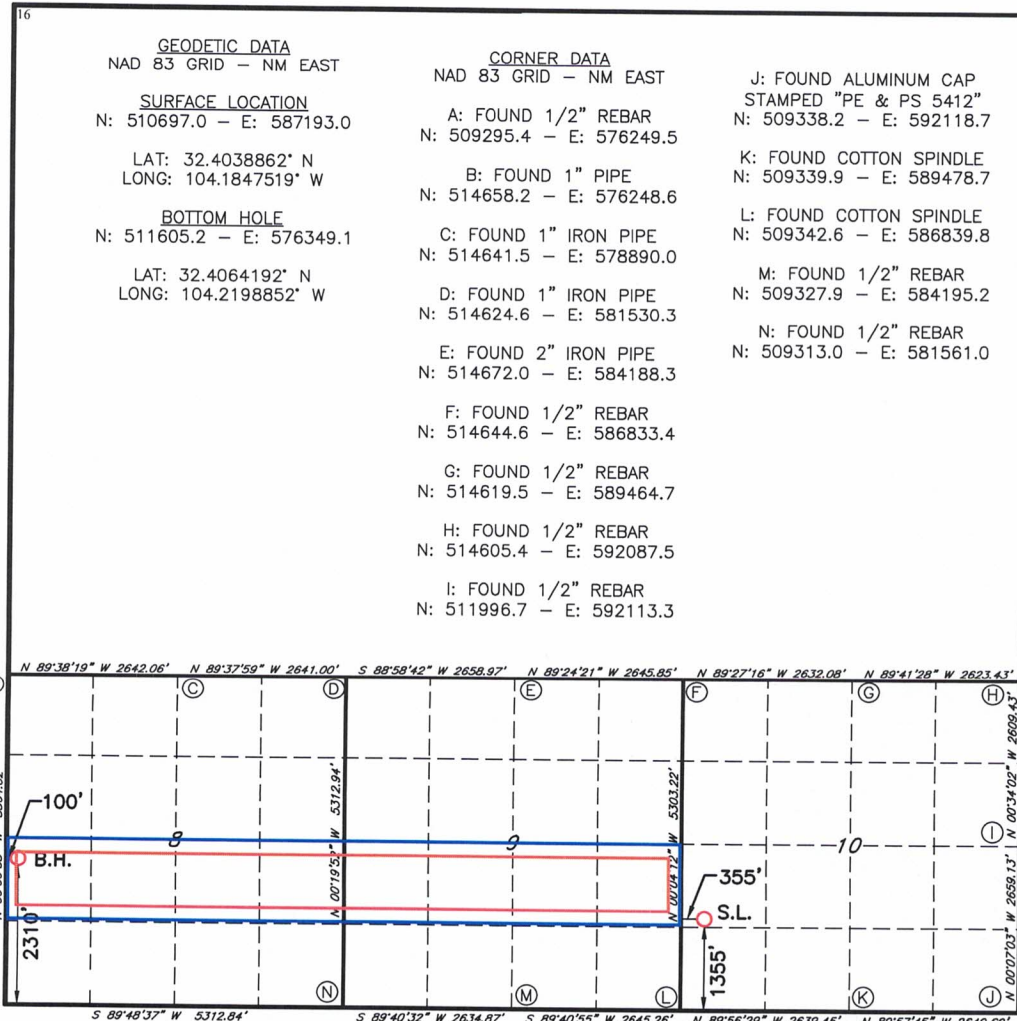 16
GEODETIC DATA
NAD 83 GRID – NM EAST
SURFACE LOCATION
N: 510697.0 – E: 587193.0
LAT: 32.4038862° N
LONG: 104.1847519° W
BOTTOM HOLE
N: 511605.2 – E: 576349.1
LAT: 32.4064192° N
LONG: 104.2198852° W
CORNER DATA
NAD 83 GRID – NM EAST
A: FOUND 1/2" REBAR
N: 509295.4 – E: 576249.5
B: FOUND 1" PIPE
N: 514658.2 – E: 576248.6
C: FOUND 1" IRON PIPE
N: 514641.5 – E: 578890.0
D: FOUND 1" IRON PIPE
N: 514624.6 – E: 581530.3
E: FOUND 2" IRON PIPE
N: 514672.0 – E: 584188.3
F: FOUND 1/2" REBAR
N: 514644.6 – E: 586833.4
G: FOUND 1/2" REBAR
N: 514619.5 – E: 589464.7
H: FOUND 1/2" REBAR
N: 514605.4 – E: 592087.5
I: FOUND 1/2" REBAR
N: 511996.7 – E: 592113.3
J: FOUND ALUMINUM CAP
STAMPED "PE & PS 5412"
N: 509338.2 – E: 592118.7
K: FOUND COTTON SPINDLE
N: 509339.9 – E: 589478.7
L: FOUND COTTON SPINDLE
N: 509342.6 – E: 586839.8
M: FOUND 1/2" REBAR
N: 509327.9 – E: 584195.2
N: FOUND 1/2" REBAR
N: 509313.0 – E: 581561.0
N 89°38'19" W 2642.06' N 89°37'59" W 2641.00' S 88°58'42" W 2658.97' N 89°24'21" W 2645.85' N 89°27'16" W 2632.08' N 89°41'28" W 2623.43'
C D E F G H
N 00°34'02" W 2609.43'
N 00°19'52" W 5312.94'
N 00°04'12" W 5303.22'
100'
8 9 10 I
B.H.
355'
S.L.
2310'
1355'
N 00°07'03" W 2659.13'
N M L K J
S 89°48'37" W 5312.84' S 89°40'32" W 2634.87' S 89°40'55" W 2645.26'